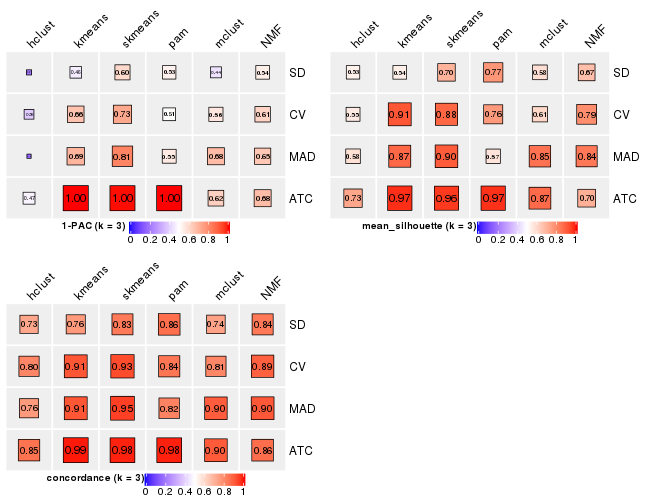 hclust kmeans skmeans pam mclust NMF
0.60 0.53 0.44 0.54 SD
0.66 0.73 0.51 0.56 0.61 CV
0.69 0.81 0.55 0.68 0.65 MAD
0.47 1.00 1.00 1.00 0.62 0.68 ATC
1-PAC (k = 3)
0 0.2 0.4 0.6 0.8 1
hclust kmeans skmeans pam mclust NMF
0.53 0.54 0.70 0.77 0.58 0.67 SD
0.55 0.91 0.88 0.76 0.61 0.79 CV
0.58 0.87 0.90 0.57 0.85 0.84 MAD
0.73 0.97 0.96 0.97 0.87 0.70 ATC
mean_silhouette (k = 3)
0 0.2 0.4 0.6 0.8 1
hclust kmeans skmeans pam mclust NMF
0.73 0.76 0.83 0.86 0.74 0.84 SD
0.80 0.91 0.93 0.84 0.81 0.89 CV
0.76 0.91 0.95 0.82 0.90 0.90 MAD
0.85 0.99 0.98 0.98 0.90 0.86 ATC
concordance (k = 3)
0 0.2 0.4 0.6 0.8 1